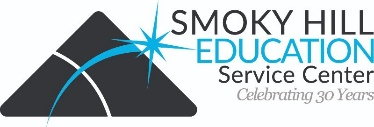 SMOKY HILL
EDUCATION
Service Center
Celebrating 30 Years